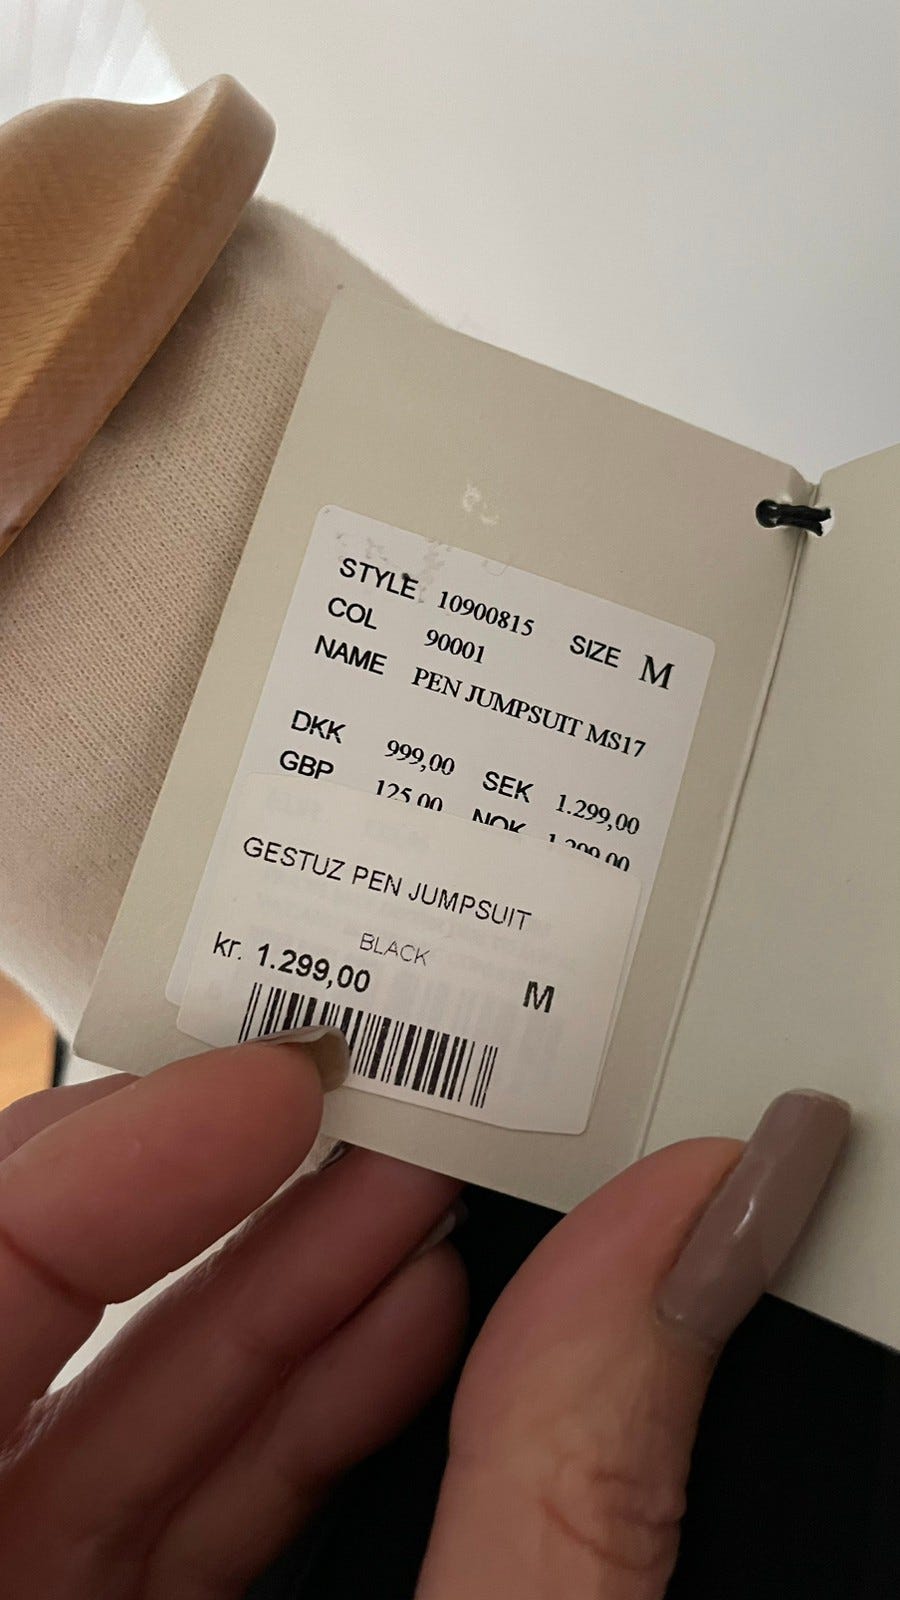 STYLE 10900815 SIZE M
COL 90001
NAME PEN JUMPSUIT MS17
DKK 999,00 SEK 1.299,00
GBP 125,00 NOK 1.299,00
GESTUZ PEN JUMPSUIT
BLACK
kr. 1.299,00 M